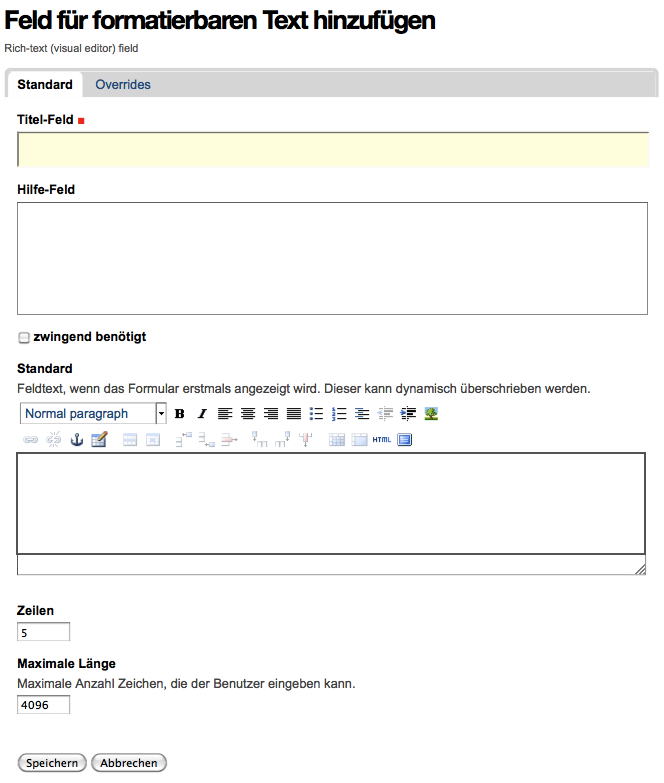 Feld für formatierbaren Text hinzufügen
Rich-text (visual editor) field
Standard Overrides
Titel-Feld
Hilfe-Feld
zwingend benötigt
Standard
Feldtext, wenn das Formular erstmals angezeigt wird. Dieser kann dynamisch überschrieben werden.
Normal paragraph B I
HTML
Zeilen
5
Maximale Länge
Maximale Anzahl Zeichen, die der Benutzer eingeben kann.
4096
Speichern Abbrechen